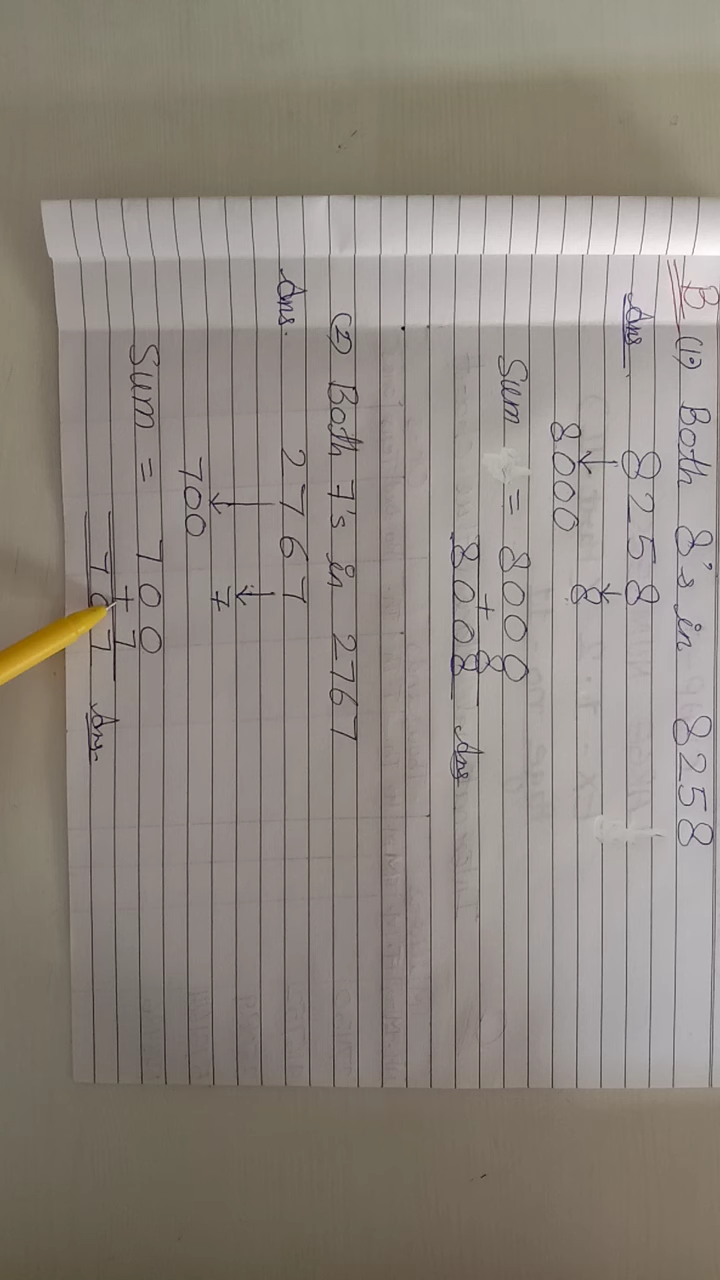 B (1) Both 8's in 8258
Ans. 8258
8000 8
Sum = 8000
+ 8
8008 Ans
(2) Both 7's in 2767
Ans. 2767
700 7
Sum = 700
+ 7
707 Ans.